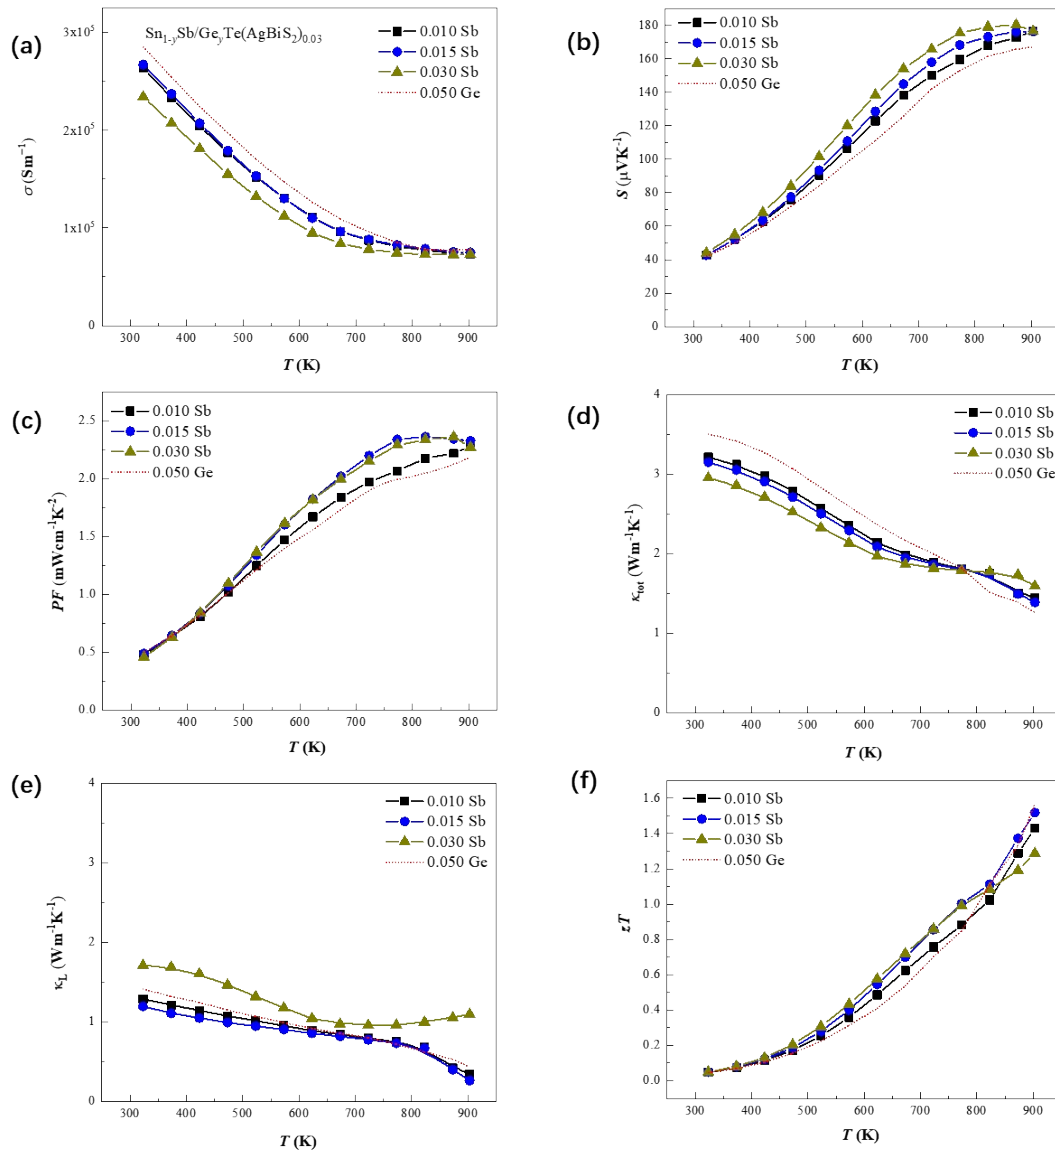 (a)
Sn1-ySb/GeyTe(AgBiS2)0.03
0.010 Sb
0.015 Sb
0.030 Sb
0.050 Ge
3x10^5
2x10^5
1x10^5
0
σ (Sm^-1)
300 400 500 600 700 800 900
T (K)
(b)
0.010 Sb
0.015 Sb
0.030 Sb
0.050 Ge
180
160
140
120
100
80
60
40
20
0
S (μVK^-1)
300 400 500 600 700 800 900
T (K)
(c)
0.010 Sb
0.015 Sb
0.030 Sb
0.050 Ge
2.5
2.0
1.5
1.0
0.5
0.0
PF (mWcm^-1K^-2)
300 400 500 600 700 800 900
T (K)
(d)
0.010 Sb
0.015 Sb
0.030 Sb
0.050 Ge
4
3
2
1
0
κtot (Wm^-1K^-1)
300 400 500 600 700 800 900
T (K)
(e)
0.010 Sb
0.015 Sb
0.030 Sb
0.050 Ge
4
3
2
1
0
κL (Wm^-1K^-1)
300 400 500 600 700 800 900
T (K)
(f)
0.010 Sb
0.015 Sb
0.030 Sb
0.050 Ge
1.6
1.4
1.2
1.0
0.8
0.6
0.4
0.2
0.0
zT
300 400 500 600 700 800 900
T (K)